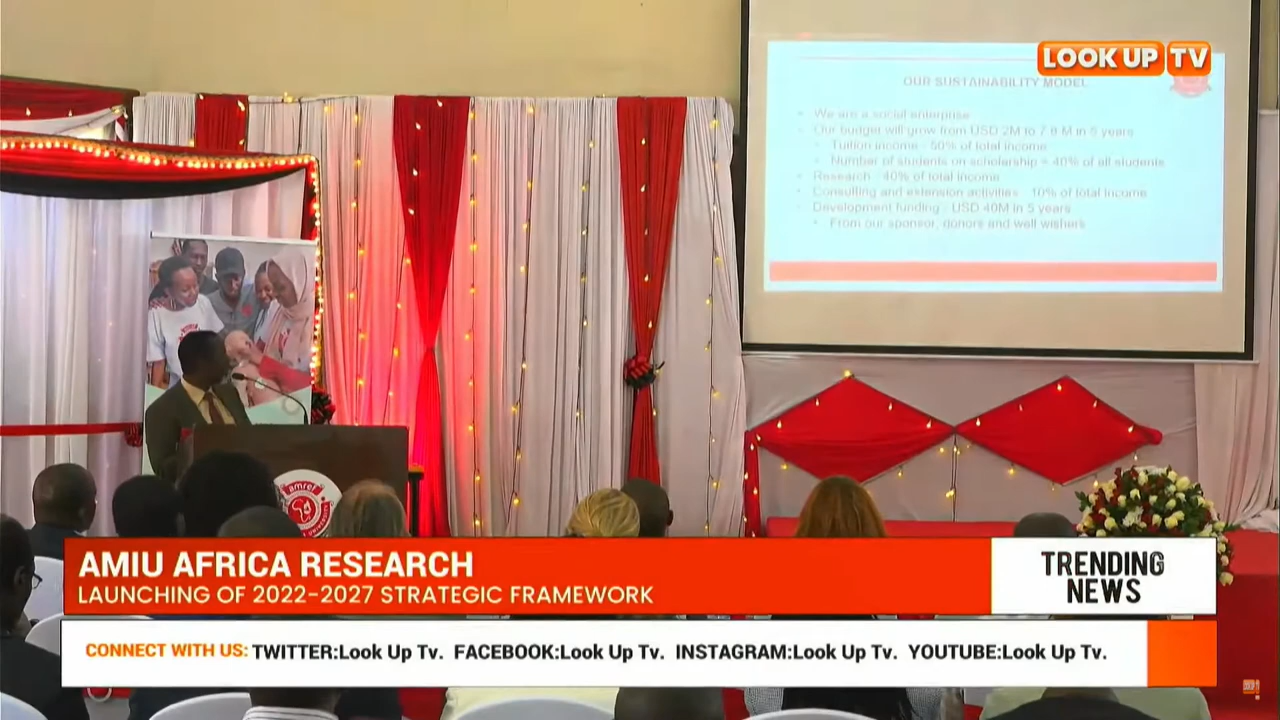 LOOK UP TV
OUR SUSTAINABILITY MODEL
We are a social enterprise
Our budget will grow from USD 2M to 7.8 M in 5 years
Tuition income - 50% of total income
Number of students on scholarship = 40% of all students
Research - 40% of total income
Consulting and extension activities - 10% of total income
Development funding - USD 40M in 5 years
From our sponsor, donors and well wishers
amref
AMIU AFRICA RESEARCH
LAUNCHING OF 2022-2027 STRATEGIC FRAMEWORK
TRENDING
NEWS
CONNECT WITH US: TWITTER:Look Up Tv. FACEBOOK:Look Up Tv. INSTAGRAM:Look Up Tv. YOUTUBE:Look Up Tv.